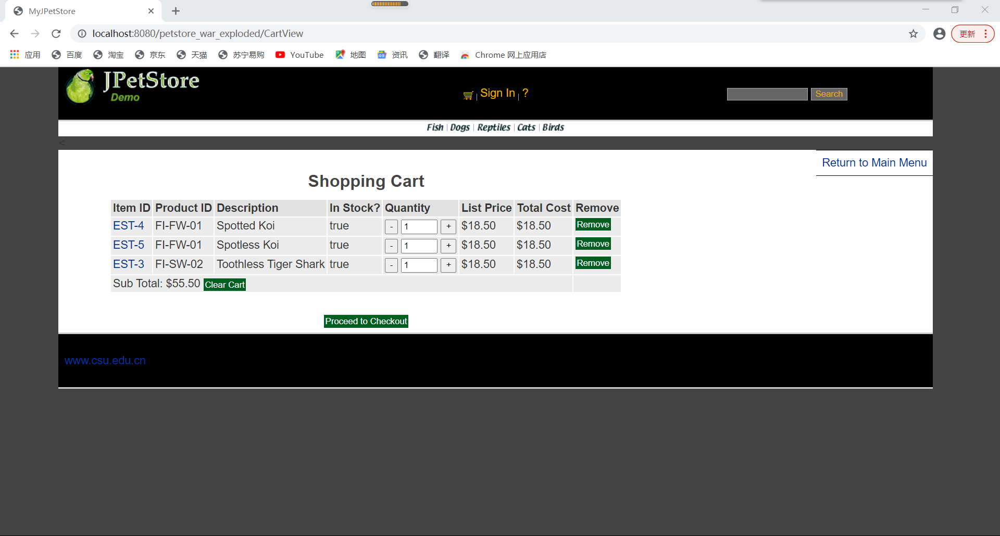 MyJPetStore
localhost:8080/petstore_war_exploded/CartView
更新
应用 百度 淘宝 京东 天猫 苏宁易购 YouTube 地图 资讯 翻译 Chrome 网上应用店
JPetStore
Demo
| Sign In | ?
Search
Fish | Dogs | Reptiles | Cats | Birds
<
Return to Main Menu
Shopping Cart
Item ID Product ID Description In Stock? Quantity List Price Total Cost Remove
EST-4 FI-FW-01 Spotted Koi true - 1 + $18.50 $18.50 Remove
EST-5 FI-FW-01 Spotless Koi true - 1 + $18.50 $18.50 Remove
EST-3 FI-SW-02 Toothless Tiger Shark true - 1 + $18.50 $18.50 Remove
Sub Total: $55.50 Clear Cart
Proceed to Checkout
www.csu.edu.cn